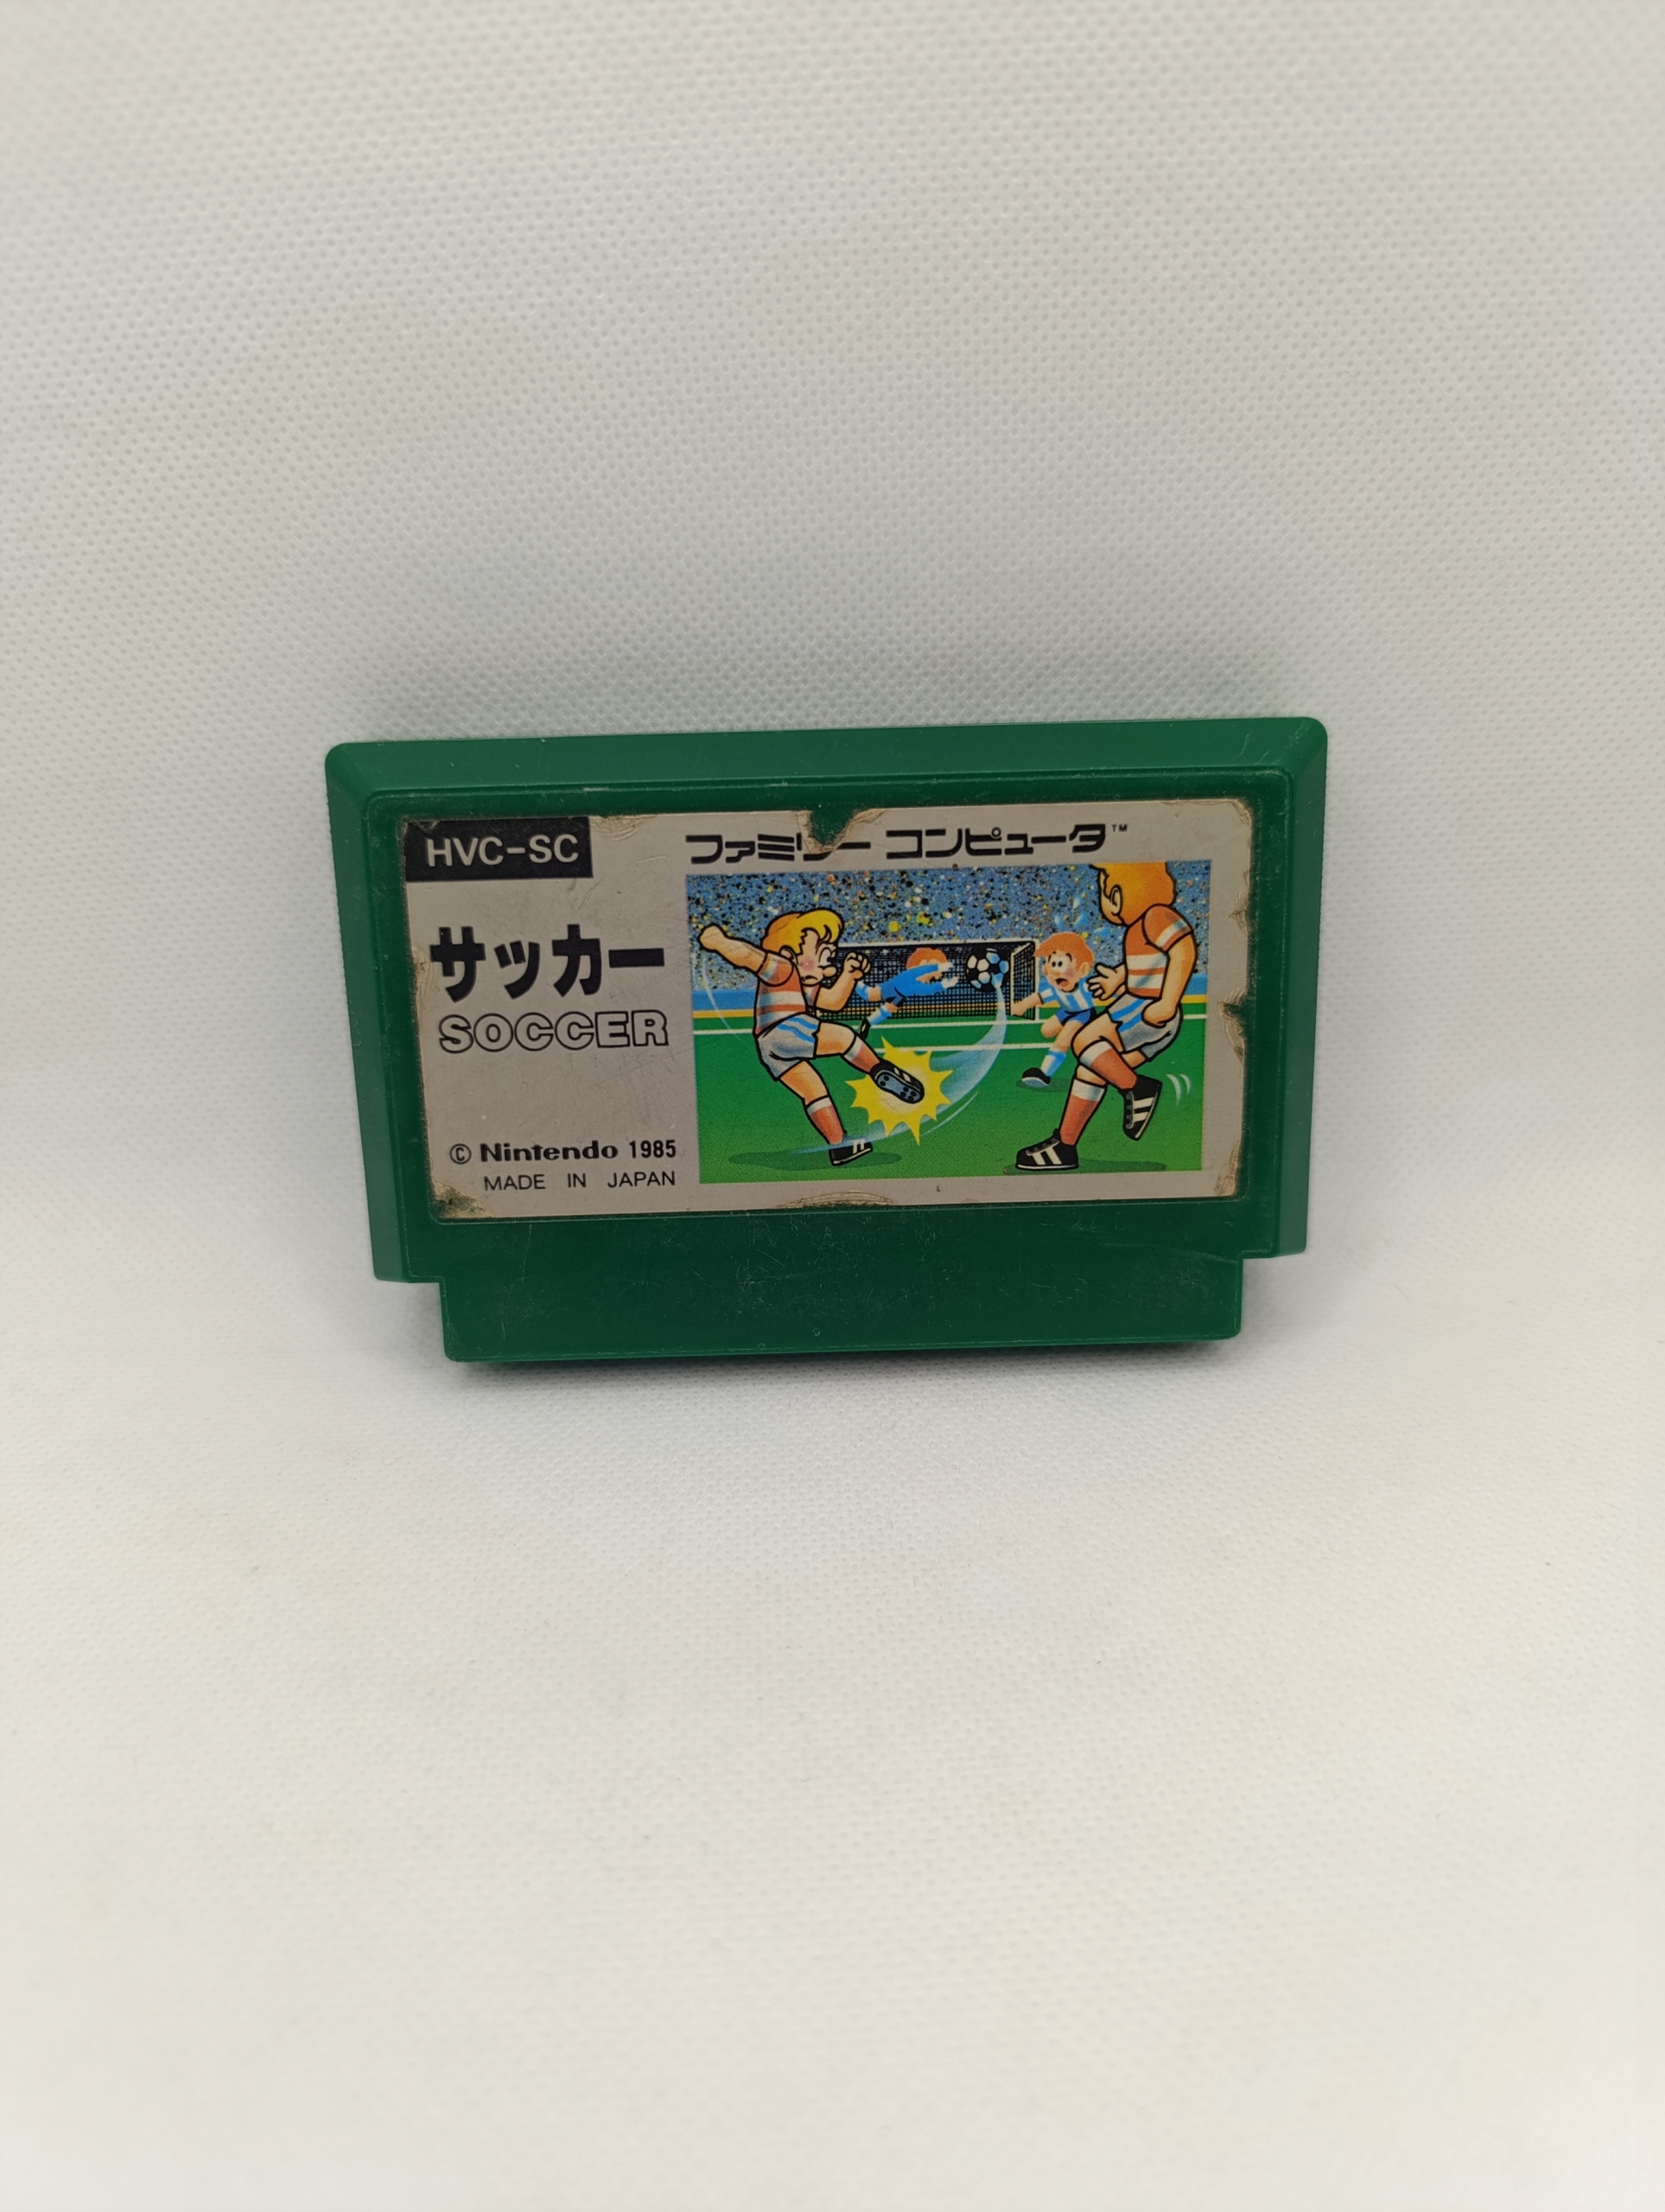 HVC-SC
ファミリー コンピュータ™
サッカー
SOCCER
© Nintendo 1985
MADE IN JAPAN